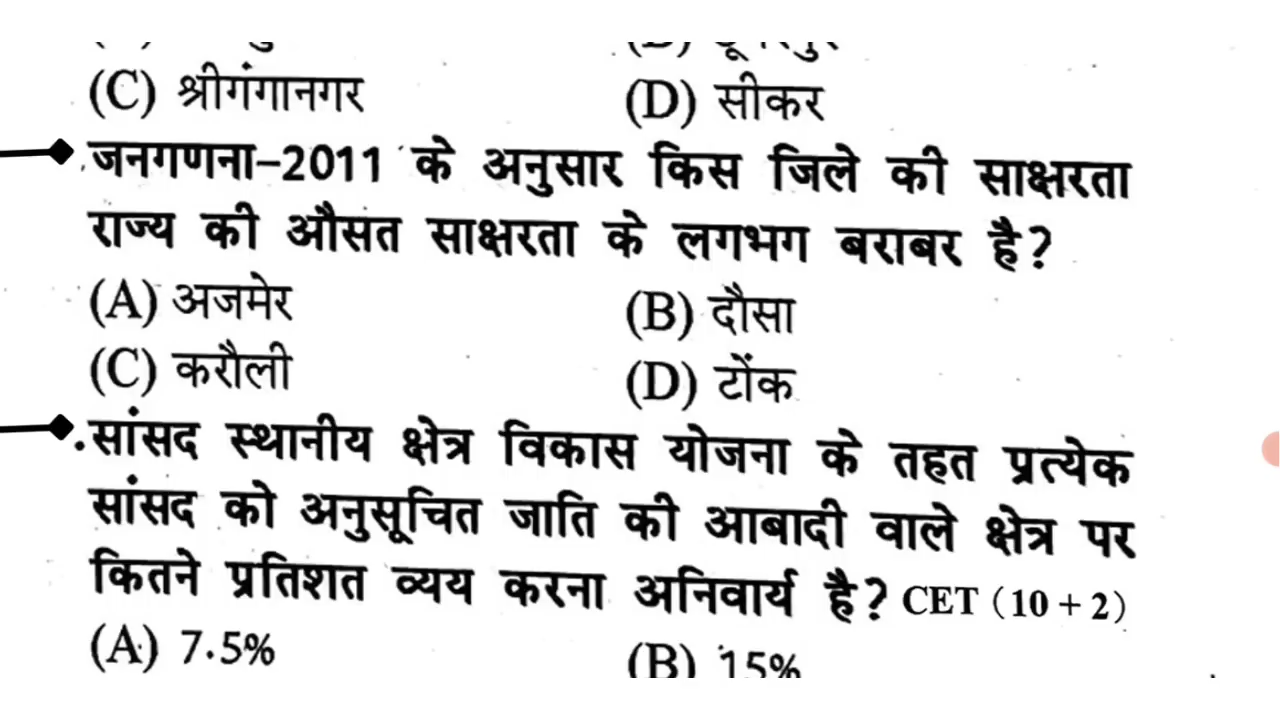 (C) श्रीगंगानगर (D) सीकर
जनगणना-2011 के अनुसार किस जिले की साक्षरता
राज्य की औसत साक्षरता के लगभग बराबर है?
(A) अजमेर (B) दौसा
(C) करौली (D) टोंक
सांसद स्थानीय क्षेत्र विकास योजना के तहत प्रत्येक
सांसद को अनुसूचित जाति की आबादी वाले क्षेत्र पर
कितने प्रतिशत व्यय करना अनिवार्य है? CET (10 + 2)
(A) 7.5% (B) 15%